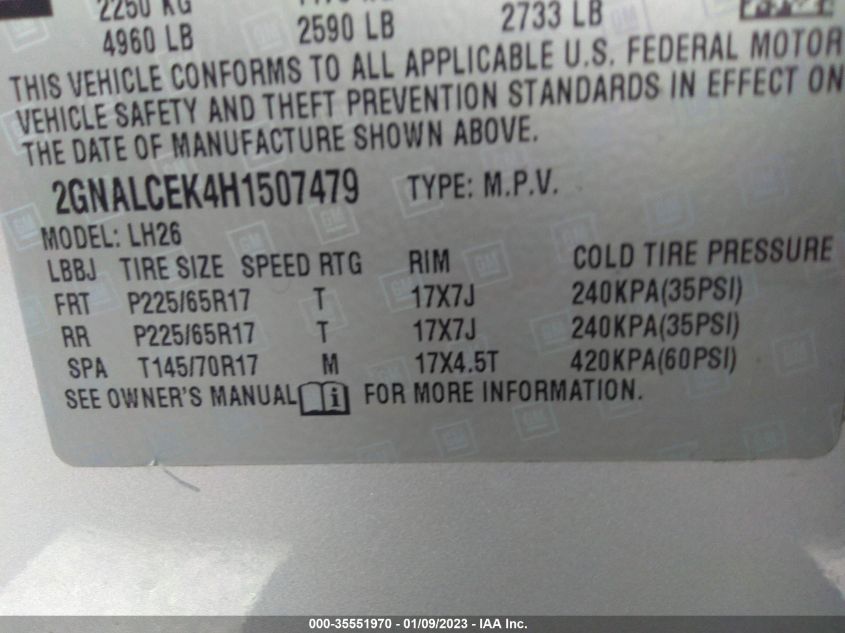 2250 KG
4960 LB 2590 LB 2733 LB
THIS VEHICLE CONFORMS TO ALL APPLICABLE U.S. FEDERAL MOTOR
VEHICLE SAFETY AND THEFT PREVENTION STANDARDS IN EFFECT ON
THE DATE OF MANUFACTURE SHOWN ABOVE.
2GNALCEK4H1507479 TYPE: M.P.V.
MODEL: LH26
LBBJ TIRE SIZE SPEED RTG RIM COLD TIRE PRESSURE
FRT P225/65R17 T 17X7J 240KPA(35PSI)
RR P225/65R17 T 17X7J 240KPA(35PSI)
SPA T145/70R17 M 17X4.5T 420KPA(60PSI)
SEE OWNER'S MANUAL i FOR MORE INFORMATION.
000-35551970 - 01/09/2023 - IAA Inc.